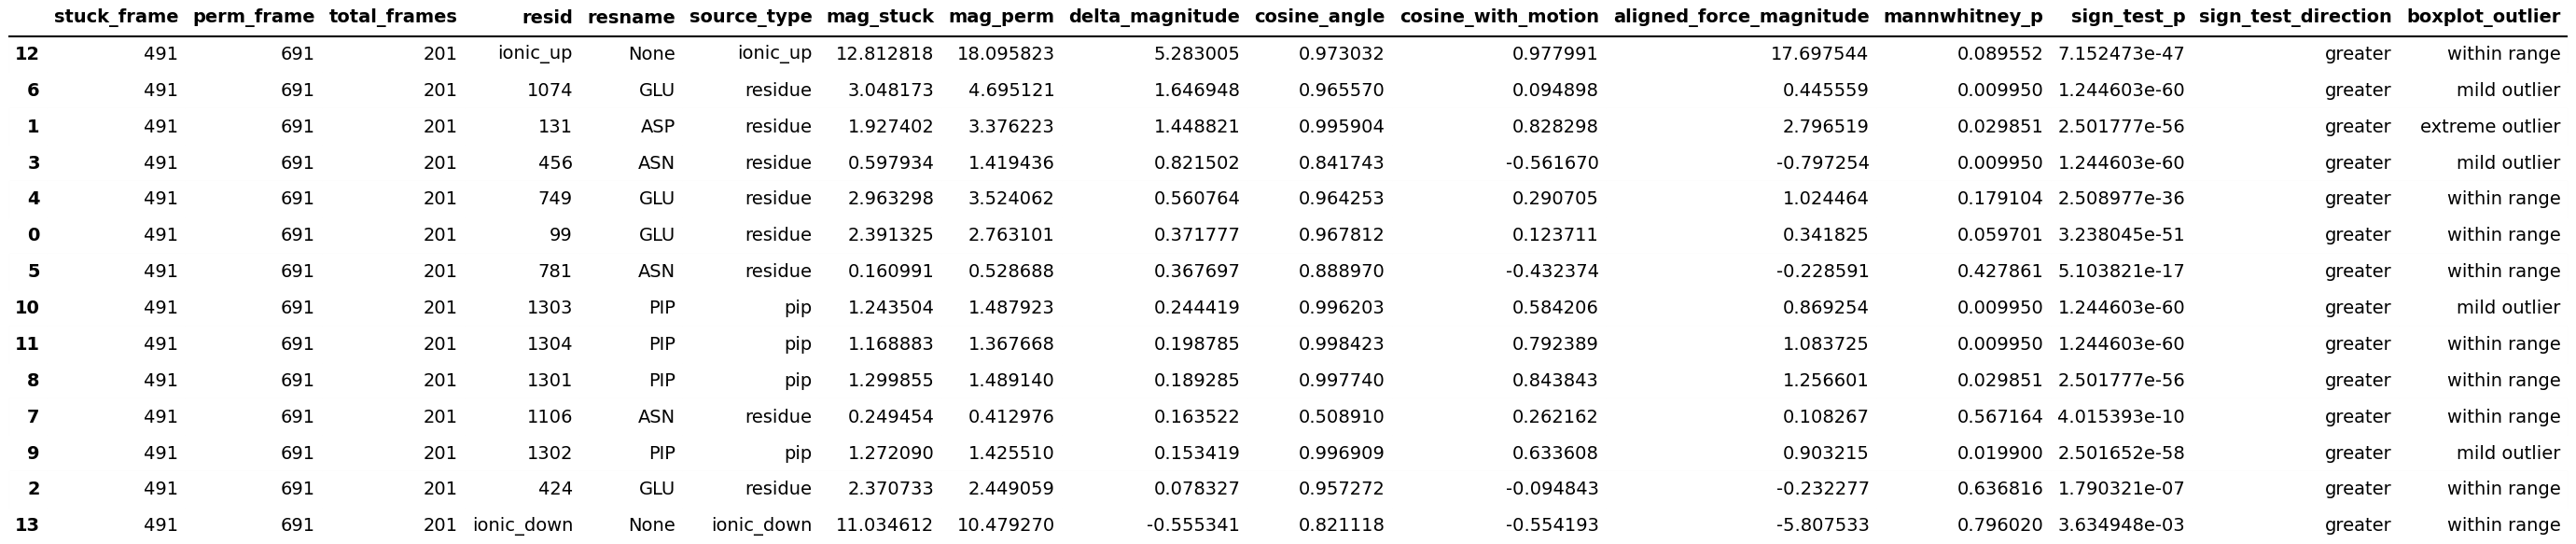 stuck_frame perm_frame total_frames resid resname source_type mag_stuck mag_perm delta_magnitude cosine_angle cosine_with_motion aligned_force_magnitude mannwhitney_p sign_test_p sign_test_direction boxplot_outlier
12 491 691 201 ionic_up None ionic_up 12.812818 18.095823 5.283005 0.973032 0.977991 17.697544 0.089552 7.152473e-47 greater within range
6 491 691 201 1074 GLU residue 3.048173 4.695121 1.646948 0.965570 0.094898 0.445559 0.009950 1.244603e-60 greater mild outlier
1 491 691 201 131 ASP residue 1.927402 3.376223 1.448821 0.995904 0.828298 2.796519 0.029851 2.501777e-56 greater extreme outlier
3 491 691 201 456 ASN residue 0.597934 1.419436 0.821502 0.841743 -0.561670 -0.797254 0.009950 1.244603e-60 greater mild outlier
4 491 691 201 749 GLU residue 2.963298 3.524062 0.560764 0.964253 0.290705 1.024464 0.179104 2.508977e-36 greater within range
0 491 691 201 99 GLU residue 2.391325 2.763101 0.371777 0.967812 0.123711 0.341825 0.059701 3.238045e-51 greater within range
5 491 691 201 781 ASN residue 0.160991 0.528688 0.367697 0.888970 -0.432374 -0.228591 0.427861 5.103821e-17 greater within range
10 491 691 201 1303 PIP pip 1.243504 1.487923 0.244419 0.996203 0.584206 0.869254 0.009950 1.244603e-60 greater mild outlier
11 491 691 201 1304 PIP pip 1.168883 1.367668 0.198785 0.998423 0.792389 1.083725 0.009950 1.244603e-60 greater within range
8 491 691 201 1301 PIP pip 1.299855 1.489140 0.189285 0.997740 0.843843 1.256601 0.029851 2.501777e-56 greater within range
7 491 691 201 1106 ASN residue 0.249454 0.412976 0.163522 0.508910 0.262162 0.108267 0.567164 4.015393e-10 greater within range
9 491 691 201 1302 PIP pip 1.272090 1.425510 0.153419 0.996909 0.633608 0.903215 0.019900 2.501652e-58 greater mild outlier
2 491 691 201 424 GLU residue 2.370733 2.449059 0.078327 0.957272 -0.094843 -0.232277 0.636816 1.790321e-07 greater within range
13 491 691 201 ionic_down None ionic_down 11.034612 10.479270 -0.555341 0.821118 -0.554193 -5.807533 0.796020 3.634948e-03 greater within range